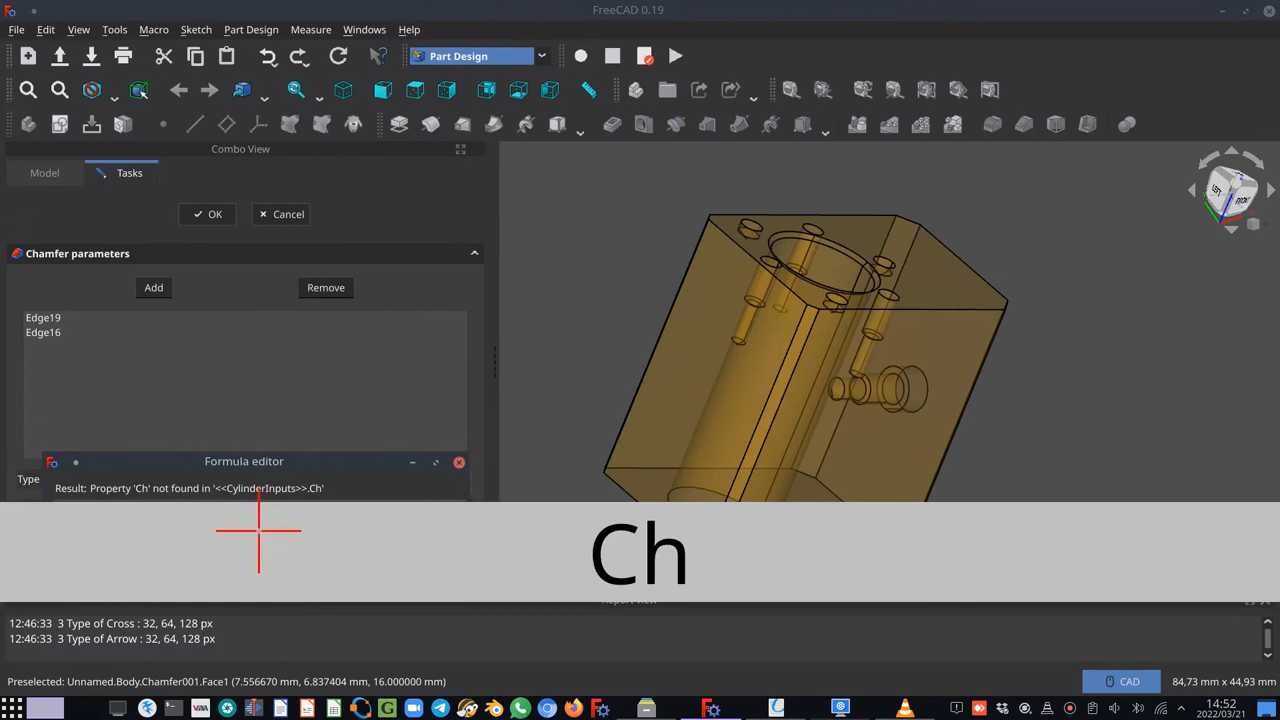 FreeCAD 0.19
File Edit View Tools Macro Sketch Part Design Measure Windows Help
Part Design
Combo View
Model Tasks
OK Cancel
Chamfer parameters
Add Remove
Edge19
Edge16
Formula editor
Type
Result: Property 'Ch' not found in '<<CylinderInputs>>.Ch'
Ch
12:46:33 3 Type of Cross : 32, 64, 128 px
12:46:33 3 Type of Arrow : 32, 64, 128 px
Preselected: Unnamed.Body.Chamfer001.Face1 (7.556670 mm, 6.837404 mm, 16.000000 mm)
CAD
84,73 mm x 44,93 mm
14:52
2022/03/21